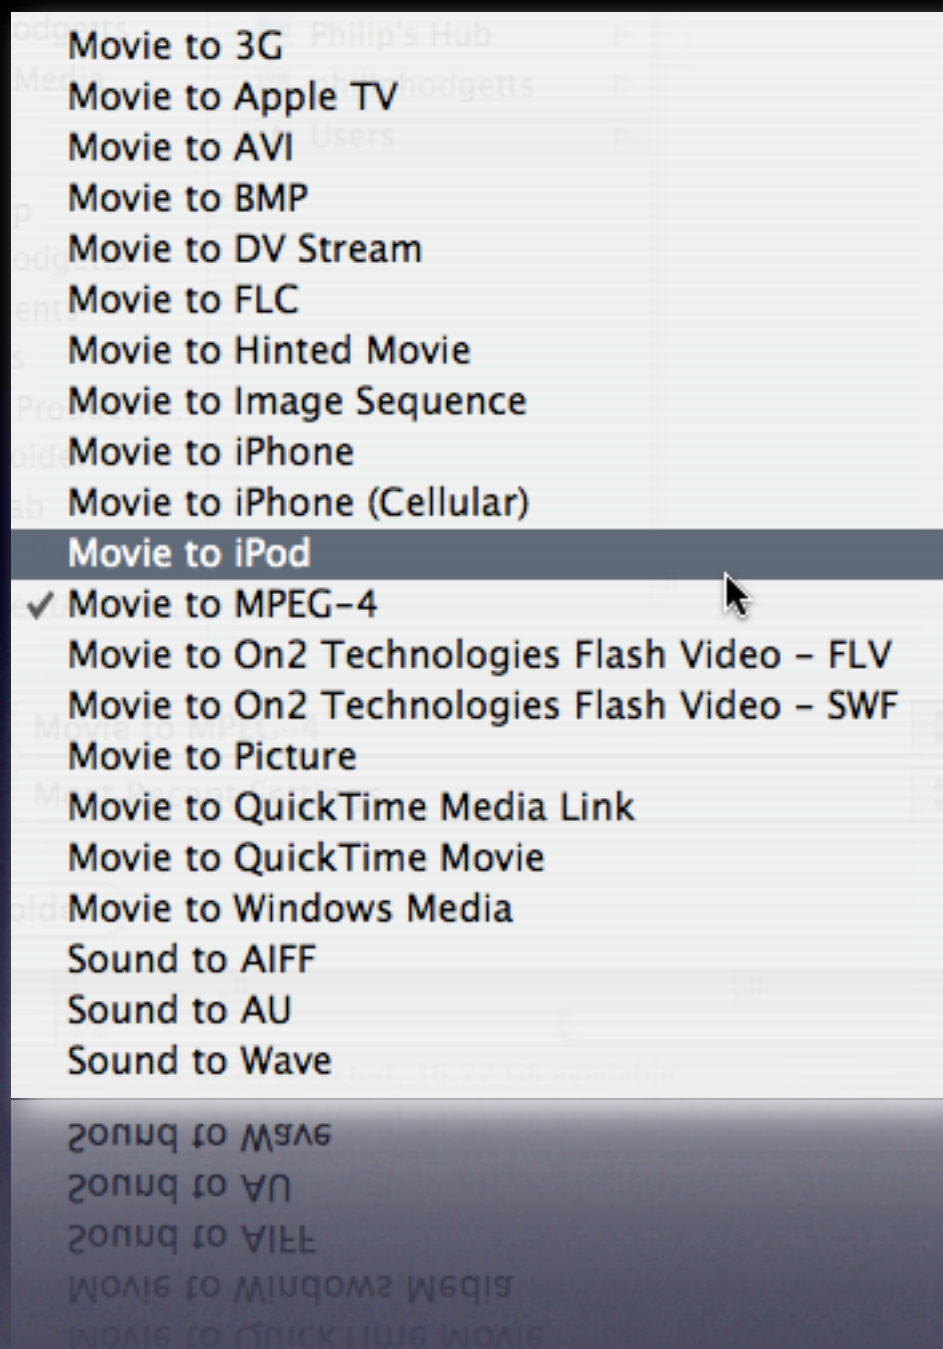 Movie to 3G
Movie to Apple TV
Movie to AVI
Movie to BMP
Movie to DV Stream
Movie to FLC
Movie to Hinted Movie
Movie to Image Sequence
Movie to iPhone
Movie to iPhone (Cellular)
Movie to iPod
✓ Movie to MPEG-4
Movie to On2 Technologies Flash Video - FLV
Movie to On2 Technologies Flash Video - SWF
Movie to Picture
Movie to QuickTime Media Link
Movie to QuickTime Movie
Movie to Windows Media
Sound to AIFF
Sound to AU
Sound to Wave